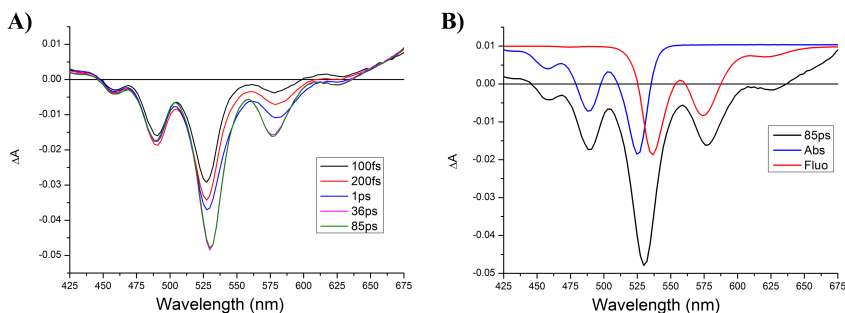 A)
0.01
0.00
-0.01
-0.02
-0.03
-0.04
-0.05
ΔA
425 450 475 500 525 550 575 600 625 650 675
Wavelength (nm)
100fs
200fs
1ps
36ps
85ps
B)
0.01
0.00
-0.01
-0.02
-0.03
-0.04
-0.05
ΔA
425 450 475 500 525 550 575 600 625 650 675
Wavelength (nm)
85ps
Abs
Fluo